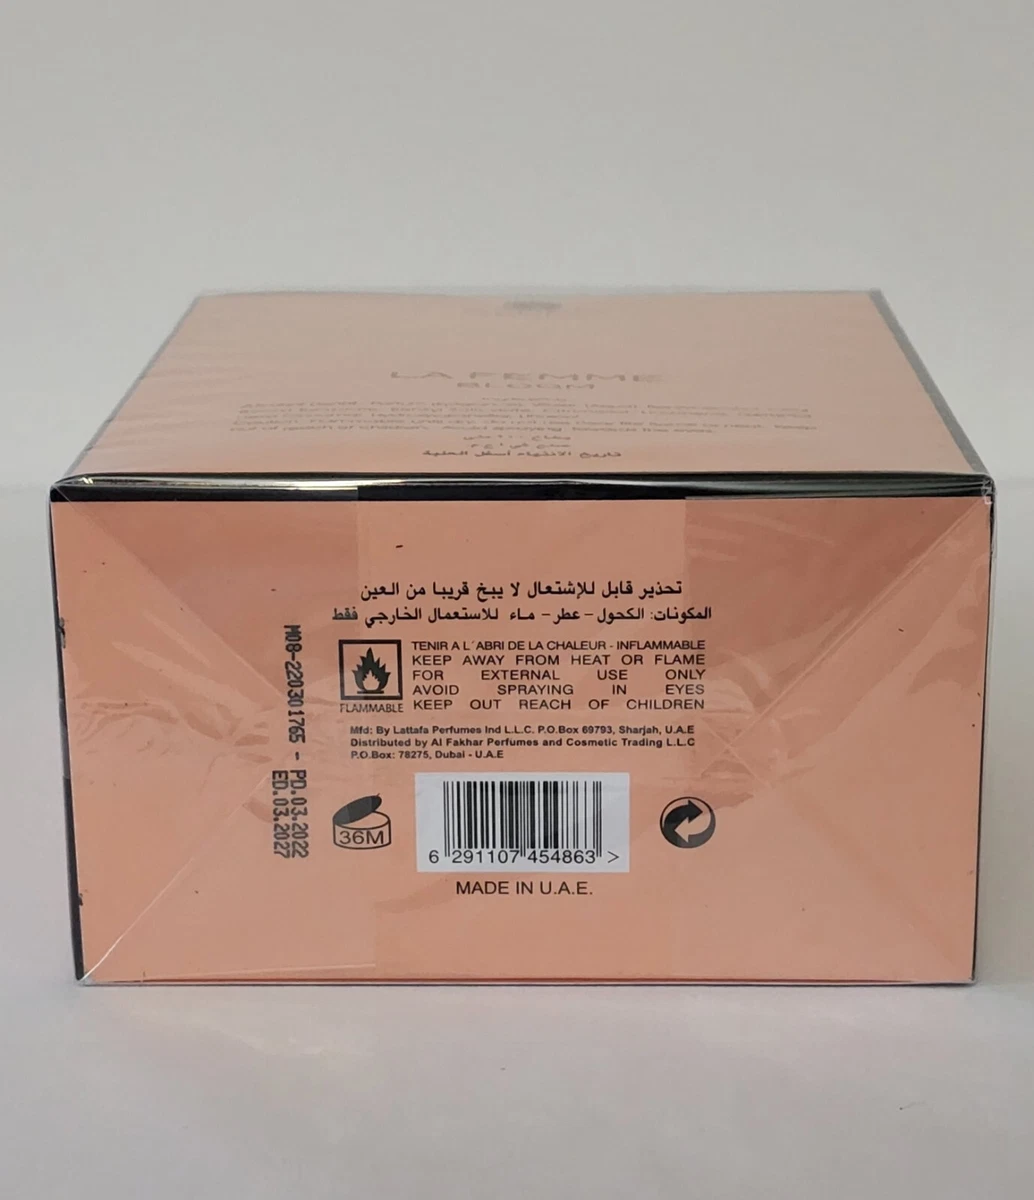 LA FEMME
BLOOM
تاريخ الانتهاء أسفل العلبة
تحذير قابل للإشتعال لا يبخ قريبا من العين
المكونات: الكحول - عطر - ماء للاستعمال الخارجي فقط
TENIR A L´ABRI DE LA CHALEUR - INFLAMMABLE
KEEP AWAY FROM HEAT OR FLAME
FOR EXTERNAL USE ONLY
AVOID SPRAYING IN EYES
KEEP OUT REACH OF CHILDREN
FLAMMABLE
Mfd: By Lattafa Perfumes Ind L.L.C. P.O.Box 69793, Sharjah, U.A.E
Distributed by Al Fakhar Perfumes and Cosmetic Trading L.L.C
P.O.Box: 78275, Dubai - U.A.E
M08-220301765 - PD.03.2022
ED.03.2027
36M
6 291107 454863 >
MADE IN U.A.E.